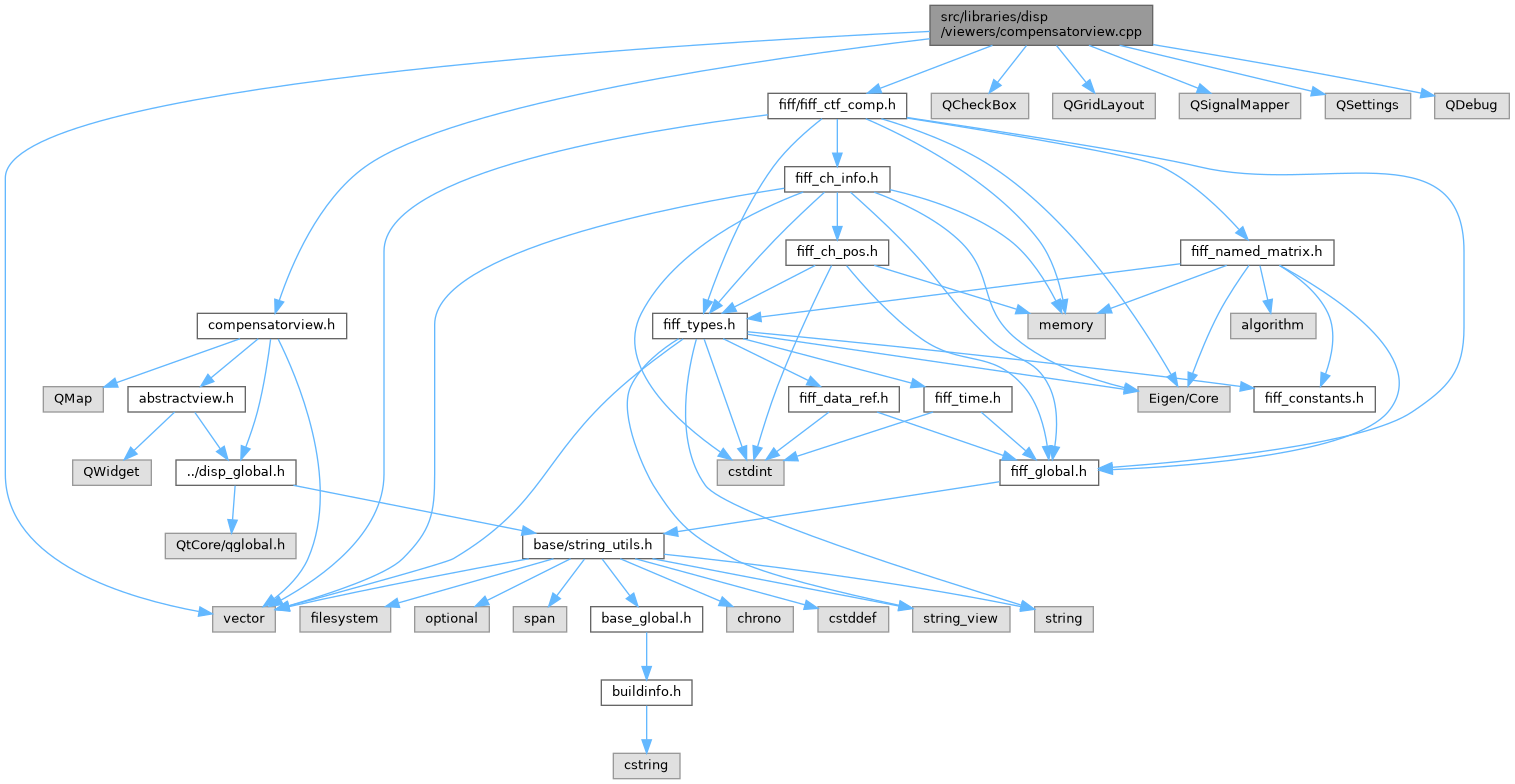 src/libraries/disp
/viewers/compensatorview.cpp
fiff/fiff_ctf_comp.h
QCheckBox
QGridLayout
QSignalMapper
QSettings
QDebug
fiff_ch_info.h
fiff_ch_pos.h
fiff_named_matrix.h
compensatorview.h
fiff_types.h
memory
algorithm
QMap
abstractview.h
fiff_data_ref.h
fiff_time.h
Eigen/Core
fiff_constants.h
QWidget
../disp_global.h
cstdint
fiff_global.h
QtCore/qglobal.h
base/string_utils.h
vector
filesystem
optional
span
base_global.h
chrono
cstddef
string_view
string
buildinfo.h
cstring